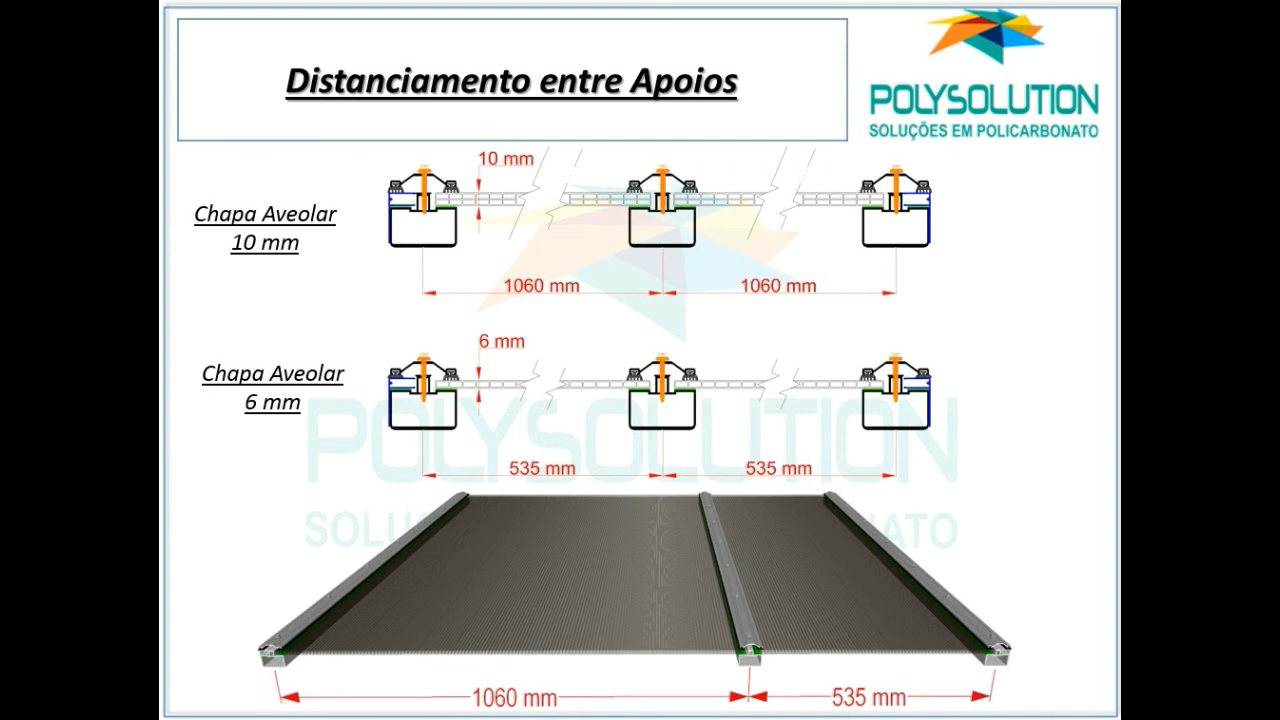 Distanciamento entre Apoios
POLYSOLUTION
SOLUÇÕES EM POLICARBONATO
10 mm
Chapa Aveolar
10 mm
1060 mm
1060 mm
6 mm
Chapa Aveolar
6 mm
POLYSOLUTION
535 mm
535 mm
1060 mm
535 mm